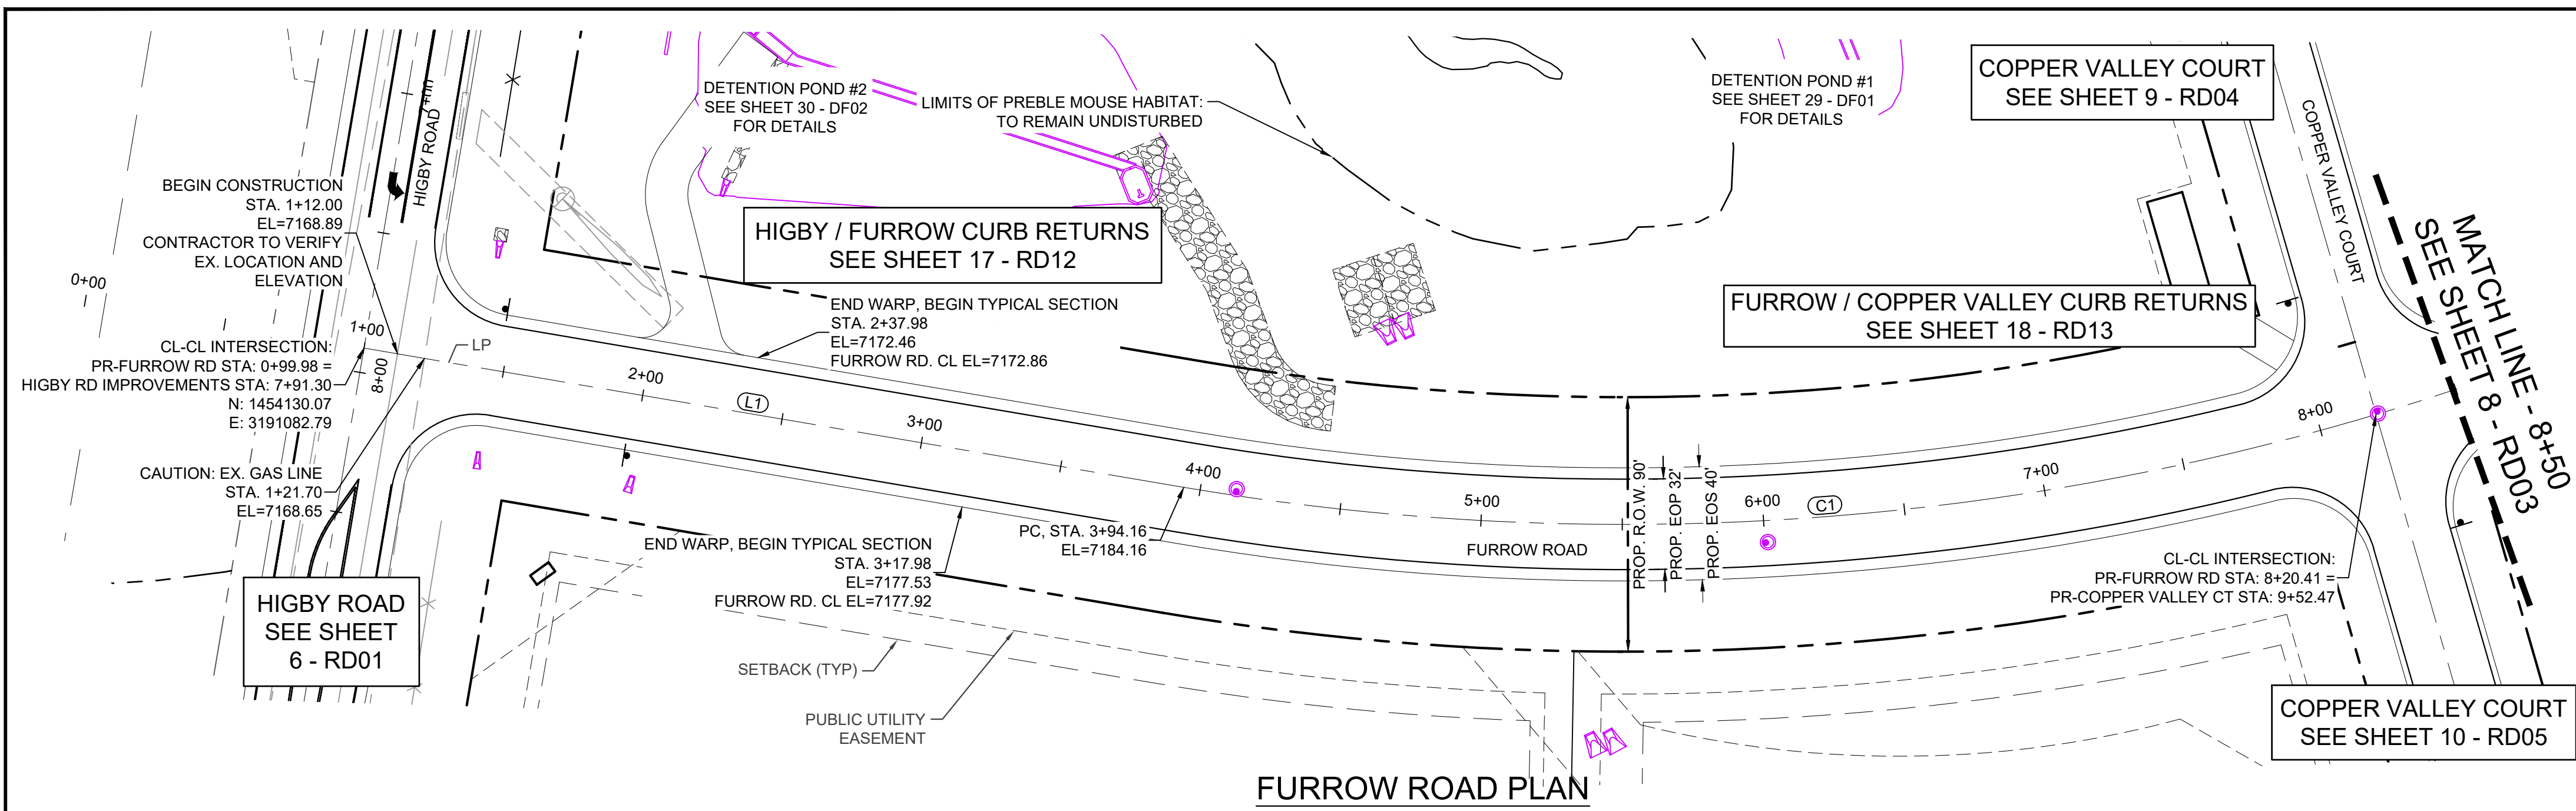 HIGBY ROAD
DETENTION POND #2
SEE SHEET 30 - DF02
FOR DETAILS
LIMITS OF PREBLE MOUSE HABITAT:
TO REMAIN UNDISTURBED
DETENTION POND #1
SEE SHEET 29 - DF01
FOR DETAILS
COPPER VALLEY COURT
SEE SHEET 9 - RD04
COPPER VALLEY COURT
MATCH LINE - 8+50
SEE SHEET 8 - RD03
BEGIN CONSTRUCTION
STA. 1+12.00
EL=7168.89
CONTRACTOR TO VERIFY
EX. LOCATION AND
ELEVATION
HIGBY / FURROW CURB RETURNS
SEE SHEET 17 - RD12
END WARP, BEGIN TYPICAL SECTION
STA. 2+37.98
EL=7172.46
FURROW RD. CL EL=7172.86
FURROW / COPPER VALLEY CURB RETURNS
SEE SHEET 18 - RD13
0+00
1+00
8+00
LP
CL-CL INTERSECTION:
PR-FURROW RD STA: 0+99.98 =
HIGBY RD IMPROVEMENTS STA: 7+91.30
N: 1454130.07
E: 3191082.79
2+00
L1
3+00
4+00
5+00
6+00
C1
7+00
8+00
CAUTION: EX. GAS LINE
STA. 1+21.70
EL=7168.65
END WARP, BEGIN TYPICAL SECTION
STA. 3+17.98
EL=7177.53
FURROW RD. CL EL=7177.92
PC, STA. 3+94.16
EL=7184.16
FURROW ROAD
PROP. R.O.W. 90'
PROP. EOP 32'
PROP. EOS 40'
CL-CL INTERSECTION:
PR-FURROW RD STA: 8+20.41 =
PR-COPPER VALLEY CT STA: 9+52.47
HIGBY ROAD
SEE SHEET
6 - RD01
SETBACK (TYP)
PUBLIC UTILITY
EASEMENT
COPPER VALLEY COURT
SEE SHEET 10 - RD05
FURROW ROAD PLAN